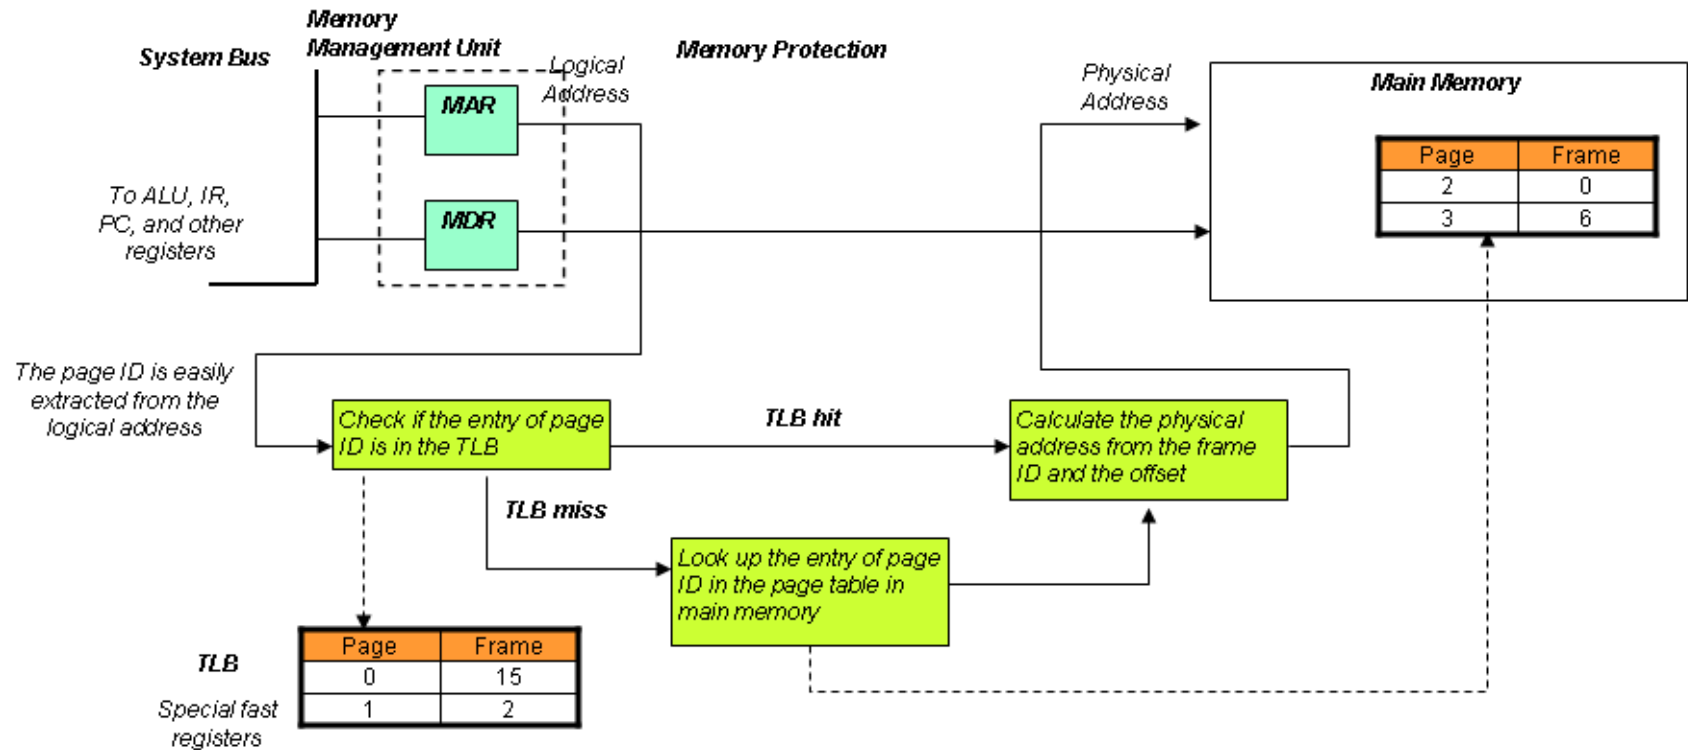 Memory
Management Unit
System Bus
Logical
Address
Memory Protection
Physical
Address
Main Memory
MAR
Page Frame
2 0
3 6
To ALU, IR,
PC, and other
registers
MDR
The page ID is easily
extracted from the
logical address
Check if the entry of page
ID is in the TLB
TLB hit
Calculate the physical
address from the frame
ID and the offset
TLB miss
Look up the entry of page
ID in the page table in
main memory
TLB
Special fast
registers
Page Frame
0 15
1 2